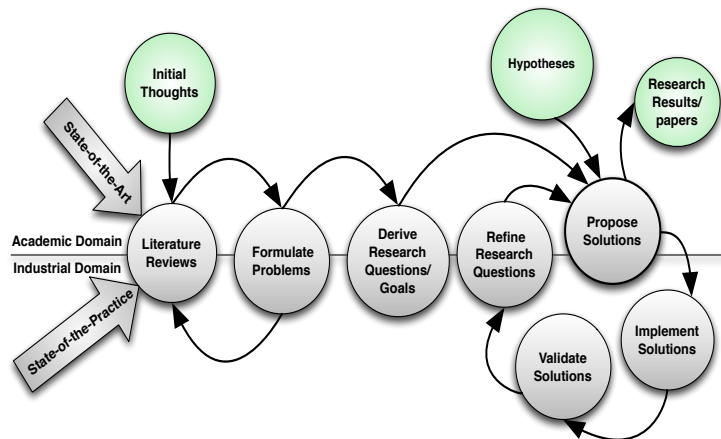 Initial
Thoughts
Hypotheses
Research
Results/
papers
State-of-the-Art
Academic Domain
Industrial Domain
State-of-the-Practice
Literature
Reviews
Formulate
Problems
Derive
Research
Questions/
Goals
Refine
Research
Questions
Propose
Solutions
Implement
Solutions
Validate
Solutions